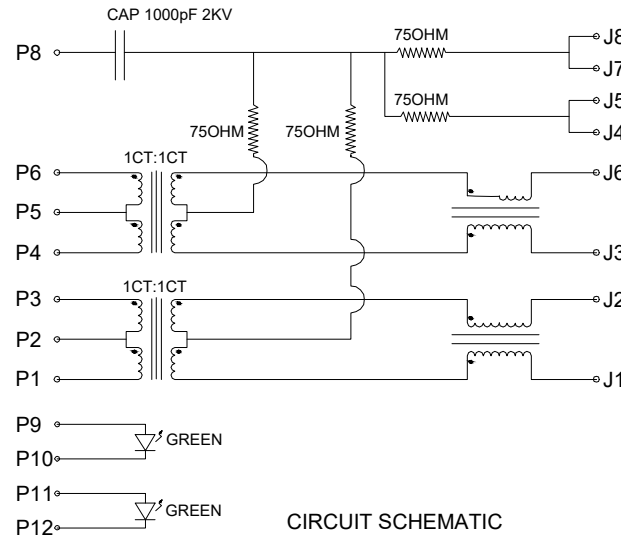 CAP 1000pF 2KV
P8
75OHM
J8
J7
75OHM
J5
J4
75OHM
75OHM
1CT:1CT
P6
P5
P4
J6
J3
1CT:1CT
P3
P2
P1
J2
J1
P9
GREEN
P10
P11
GREEN
P12
CIRCUIT SCHEMATIC